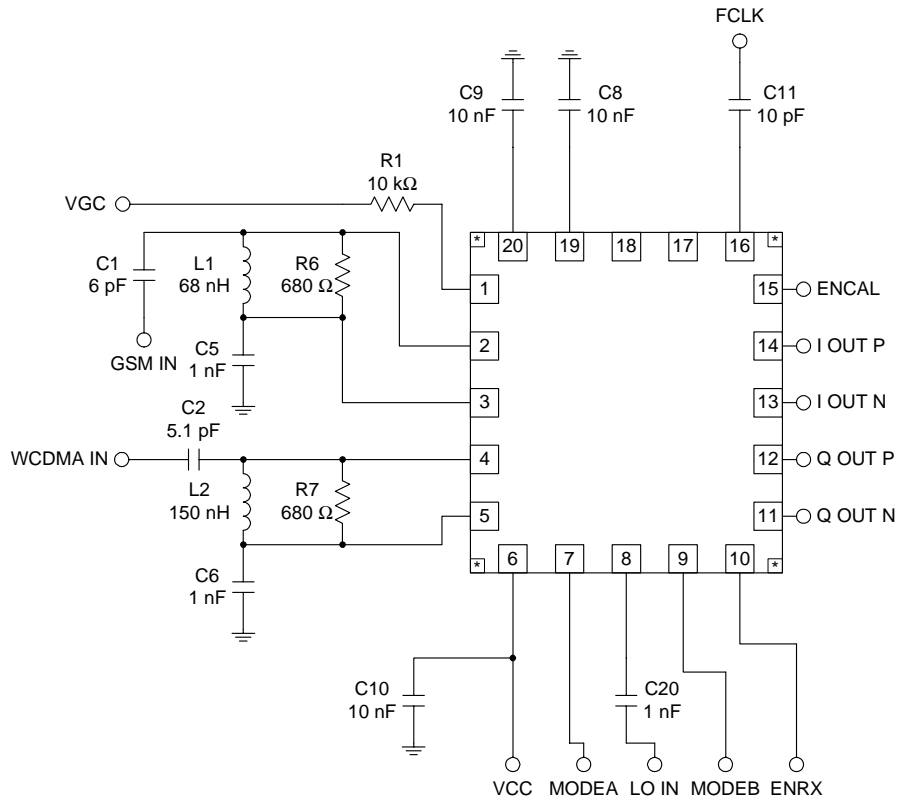 FCLK
C9
10 nF
C8
10 nF
C11
10 pF
R1
10 kΩ
VGC
* 20 19 18 17 16 *
C1
6 pF
L1
68 nH
R6
680 Ω
1
15 ENCAL
2
14 I OUT P
GSM IN
C5
1 nF
3
13 I OUT N
C2
5.1 pF
WCDMA IN
4
12 Q OUT P
L2
150 nH
R7
680 Ω
5
11 Q OUT N
* 6 7 8 9 10 *
C6
1 nF
C10
10 nF
C20
1 nF
VCC MODEA LO IN MODEB ENRX